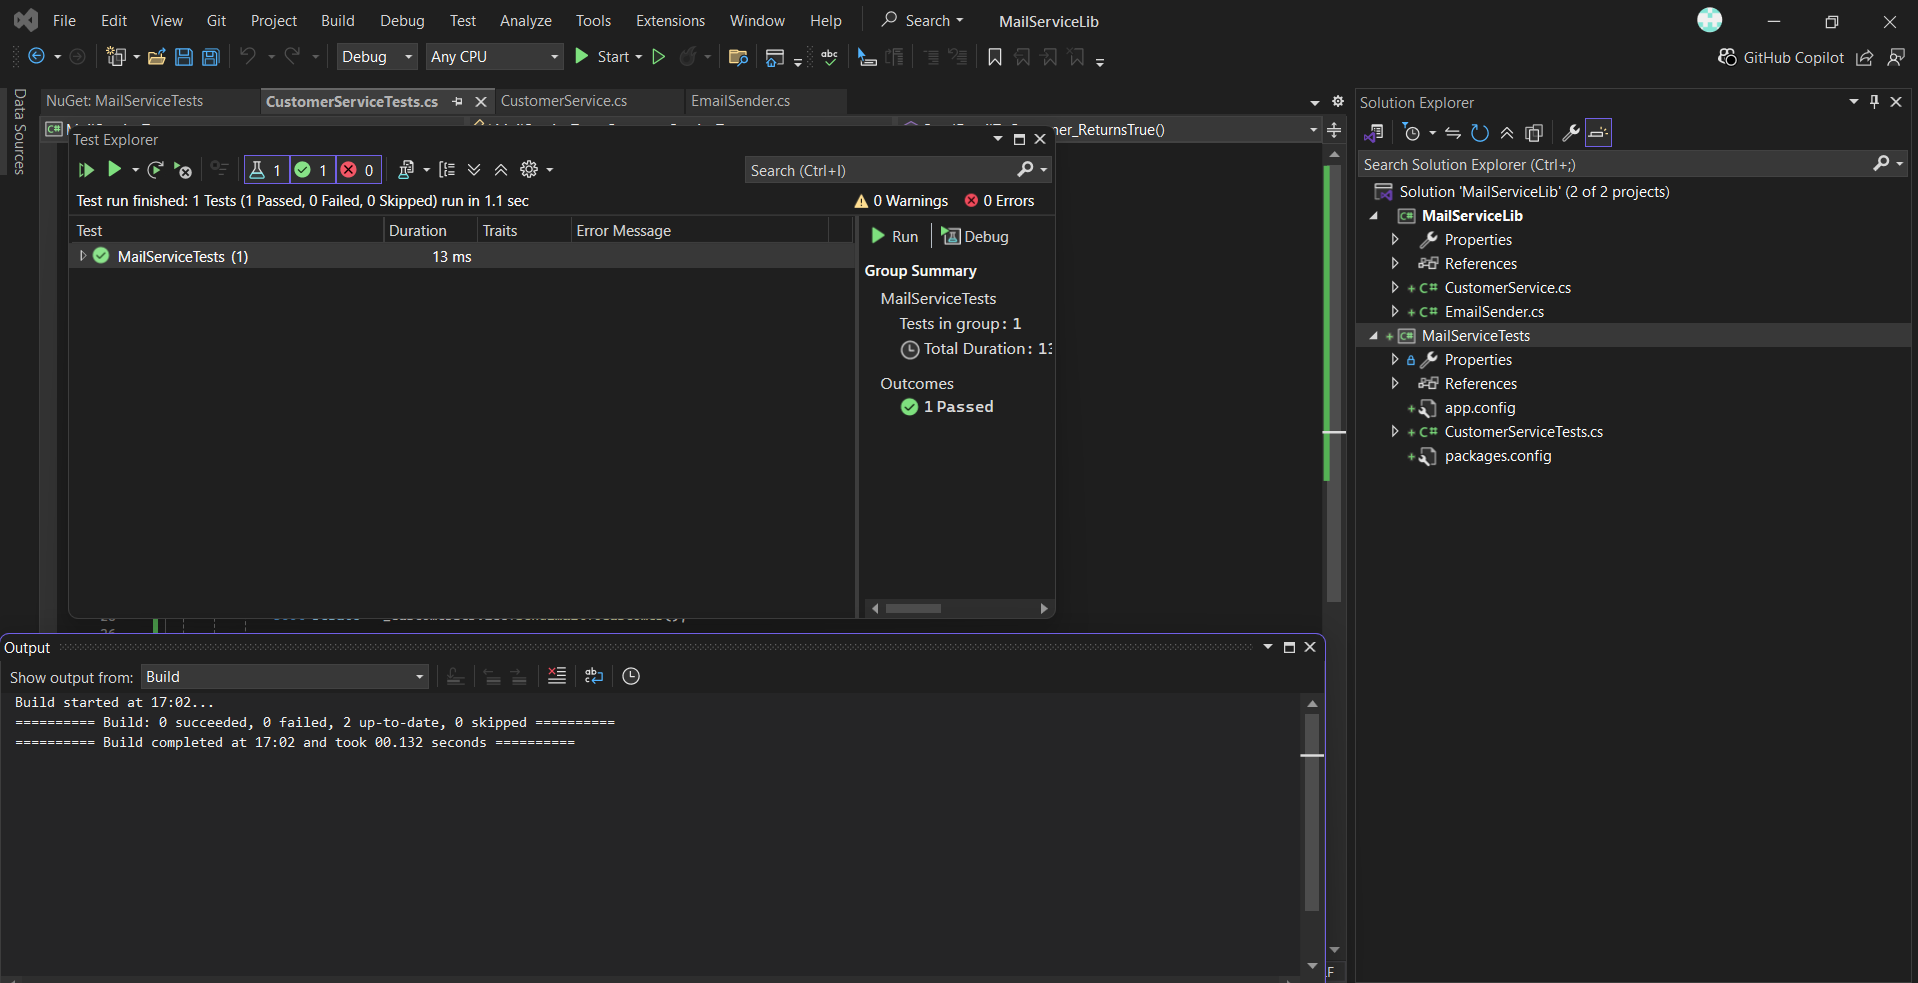 File Edit View Git Project Build Debug Test Analyze Tools Extensions Window Help Search MailServiceLib
Debug Any CPU Start GitHub Copilot
Data Sources
NuGet: MailServiceTests CustomerServiceTests.cs CustomerService.cs EmailSender.cs
omer_ReturnsTrue()
Test Explorer
1 1 0
Search (Ctrl+I)
Test run finished: 1 Tests (1 Passed, 0 Failed, 0 Skipped) run in 1.1 sec
0 Warnings 0 Errors
Test Duration Traits Error Message
MailServiceTests (1) 13 ms
Run Debug
Group Summary
MailServiceTests
Tests in group: 1
Total Duration: 13
Outcomes
1 Passed
Output
Show output from: Build
Build started at 17:02...
========== Build: 0 succeeded, 0 failed, 2 up-to-date, 0 skipped ==========
========== Build completed at 17:02 and took 00.132 seconds ==========
Solution Explorer
Search Solution Explorer (Ctrl+;)
Solution 'MailServiceLib' (2 of 2 projects)
MailServiceLib
Properties
References
CustomerService.cs
EmailSender.cs
MailServiceTests
Properties
References
app.config
CustomerServiceTests.cs
packages.config